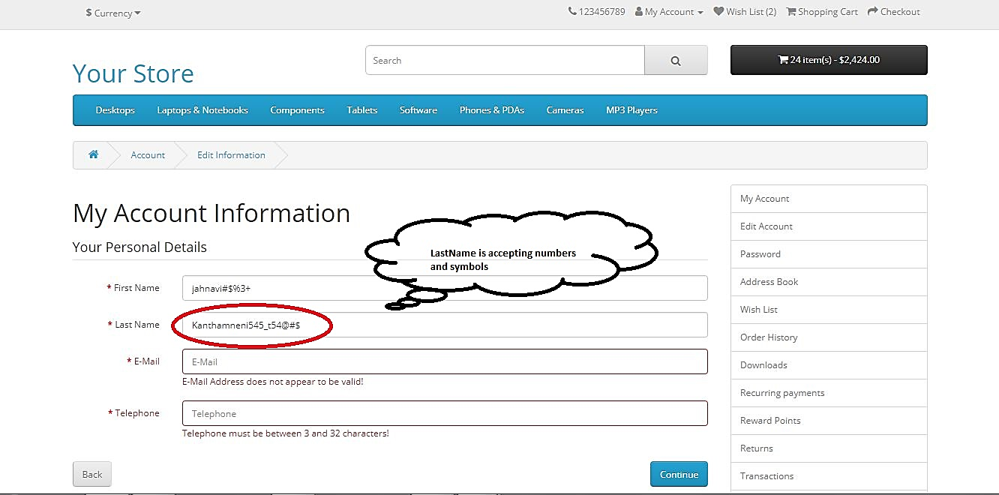 $ Currency
123456789 My Account Wish List (2) Shopping Cart Checkout
Your Store
Search
24 item(s) - $2,424.00
Desktops Laptops & Notebooks Components Tablets Software Phones & PDAs Cameras MP3 Players
Account Edit Information
My Account Information
Your Personal Details
LastName is accepting numbers
and symbols
* First Name jahnavi#$%3+
* Last Name Kanthamneni545_t54@#$
* E-Mail E-Mail
E-Mail Address does not appear to be valid!
* Telephone Telephone
Telephone must be between 3 and 32 characters!
Back Continue
My Account
Edit Account
Password
Address Book
Wish List
Order History
Downloads
Recurring payments
Reward Points
Returns
Transactions